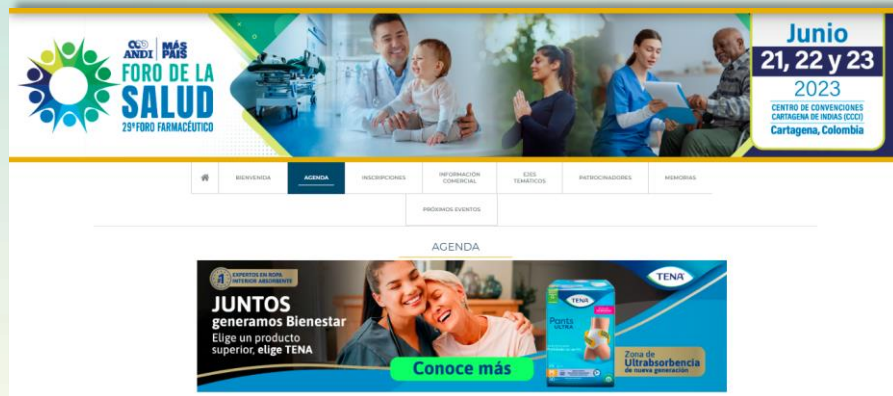 ANDI MÁS PAÍS
FORO DE LA
SALUD
29º FORO FARMACÉUTICO
Junio
21, 22 y 23
2023
CENTRO DE CONVENCIONES
CARTAGENA DE INDIAS (CCCI)
Cartagena, Colombia
BIENVENIDA
AGENDA
INSCRIPCIONES
INFORMACIÓN
COMERCIAL
EJES
TEMÁTICOS
PATROCINADORES
MEMORIAS
PRÓXIMOS EVENTOS
AGENDA
#1 EXPERTOS EN ROPA
INTERIOR ABSORBENTE
JUNTOS
generamos Bienestar
Elige un producto
superior, elige TENA
Conoce más
TENA
Pants
ULTRA
TENA
Zona de
Ultrabsorbencia
de nueva generación